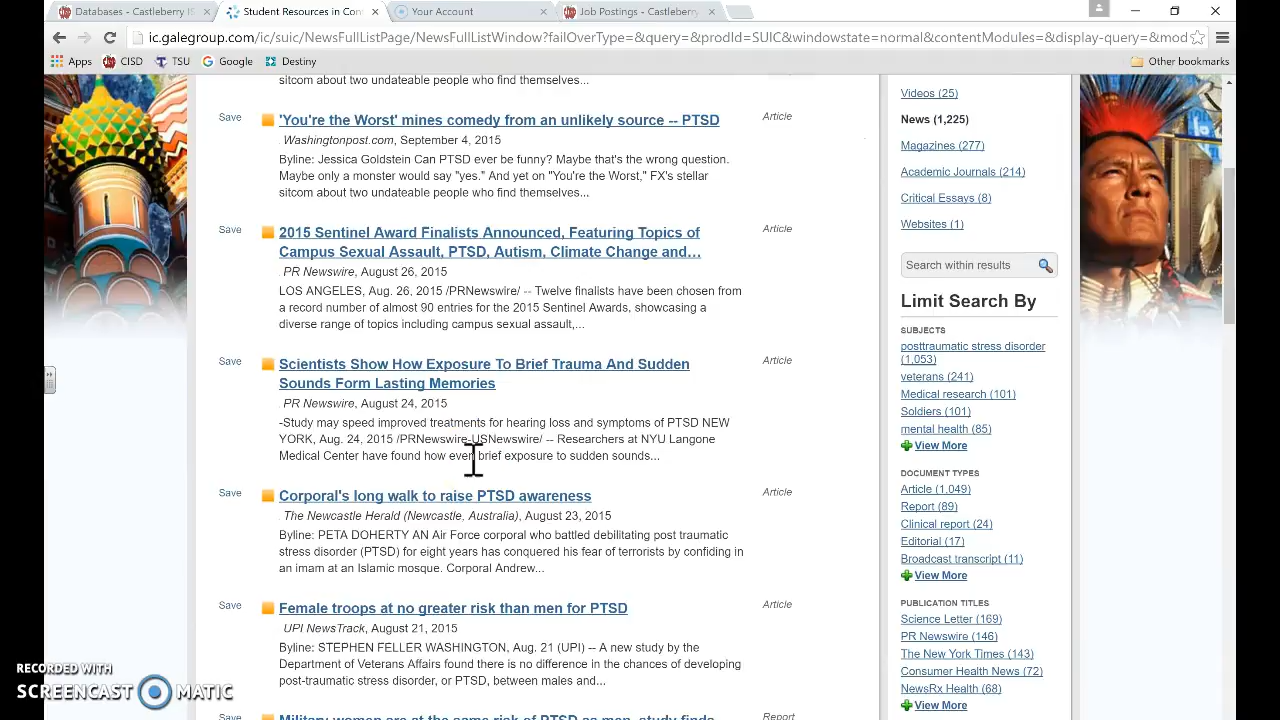 Databases - Castleberry I
Student Resources in Con
Your Account
Job Postings - Castleberry
ic.galegroup.com/ic/suic/NewsFullListPage/NewsFullListWindow?failOverType=&query=&prodId=SUIC&windowstate=normal&contentModules=&display-query=&mod
Apps CISD TSU Google Destiny Other bookmarks
sitcom about two undateable people who find themselves...
Save 'You're the Worst' mines comedy from an unlikely source -- PTSD Article
Washingtonpost.com, September 4, 2015
Byline: Jessica Goldstein Can PTSD ever be funny? Maybe that's the wrong question.
Maybe only a monster would say "yes." And yet on "You're the Worst," FX's stellar
sitcom about two undateable people who find themselves...
Save 2015 Sentinel Award Finalists Announced, Featuring Topics of Article
Campus Sexual Assault, PTSD, Autism, Climate Change and...
PR Newswire, August 26, 2015
LOS ANGELES, Aug. 26, 2015 /PRNewswire/ -- Twelve finalists have been chosen from
a record number of almost 90 entries for the 2015 Sentinel Awards, showcasing a
diverse range of topics including campus sexual assault,...
Save Scientists Show How Exposure To Brief Trauma And Sudden Article
Sounds Form Lasting Memories
PR Newswire, August 24, 2015
-Study may speed improved treatments for hearing loss and symptoms of PTSD NEW
YORK, Aug. 24, 2015 /PRNewswire-USNewswire/ -- Researchers at NYU Langone
Medical Center have found how even brief exposure to sudden sounds...
Save Corporal's long walk to raise PTSD awareness Article
The Newcastle Herald (Newcastle, Australia), August 23, 2015
Byline: PETA DOHERTY AN Air Force corporal who battled debilitating post traumatic
stress disorder (PTSD) for eight years has conquered his fear of terrorists by confiding in
an imam at an Islamic mosque. Corporal Andrew...
Save Female troops at no greater risk than men for PTSD Article
UPI NewsTrack, August 21, 2015
Byline: STEPHEN FELLER WASHINGTON, Aug. 21 (UPI) -- A new study by the
Department of Veterans Affairs found there is no difference in the chances of developing
post-traumatic stress disorder, or PTSD, between males and...
Save Military women are at the same risk of PTSD as men, study finds Report
Videos (25)
News (1,225)
Magazines (277)
Academic Journals (214)
Critical Essays (8)
Websites (1)
Search within results
Limit Search By
SUBJECTS
posttraumatic stress disorder
(1,053)
veterans (241)
Medical research (101)
Soldiers (101)
mental health (85)
View More
DOCUMENT TYPES
Article (1,049)
Report (89)
Clinical report (24)
Editorial (17)
Broadcast transcript (11)
View More
PUBLICATION TITLES
Science Letter (169)
PR Newswire (146)
The New York Times (143)
Consumer Health News (72)
NewsRx Health (68)
View More
RECORDED WITH
SCREENCAST MATIC